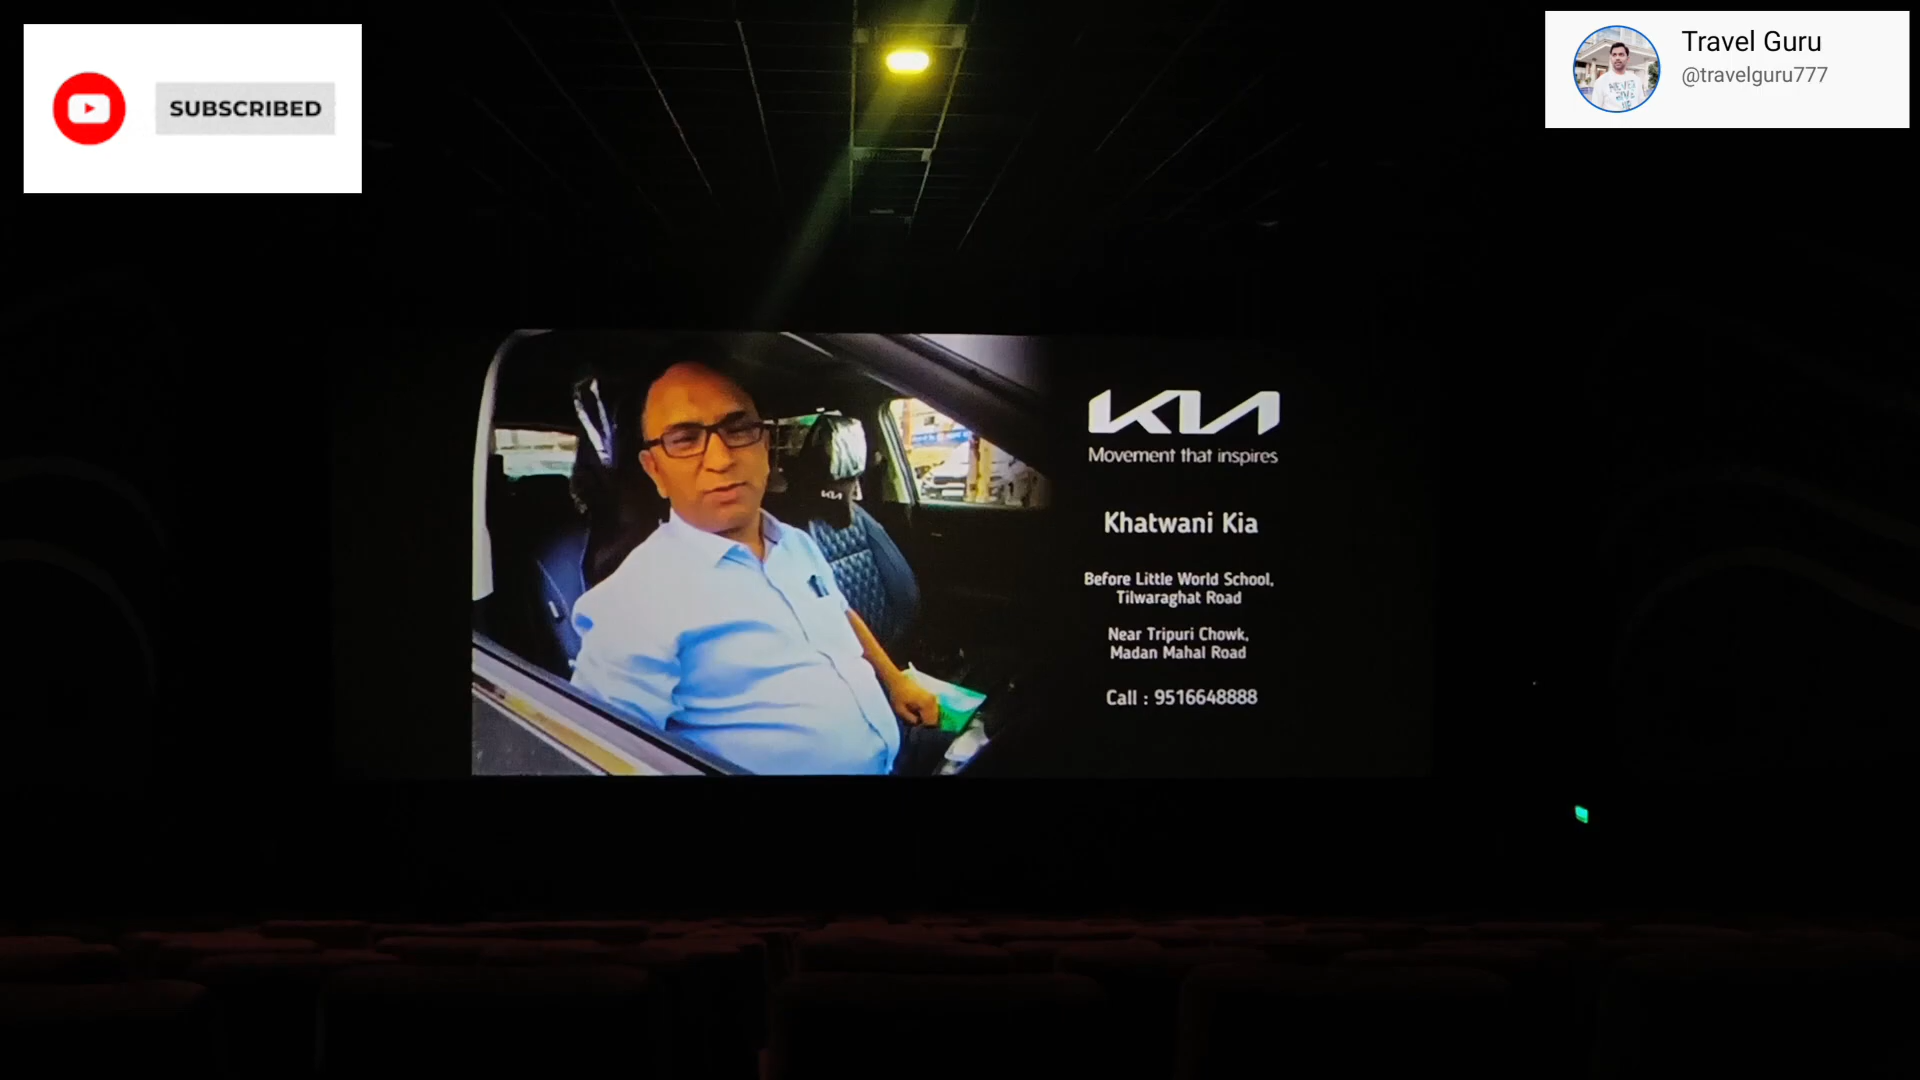 SUBSCRIBED
Travel Guru
@travelguru777
KIA
Movement that inspires
Khatwani Kia
Before Little World School,
Tilwaraghat Road
Near Tripuri Chowk,
Madan Mahal Road
Call : 9516648888
KIA